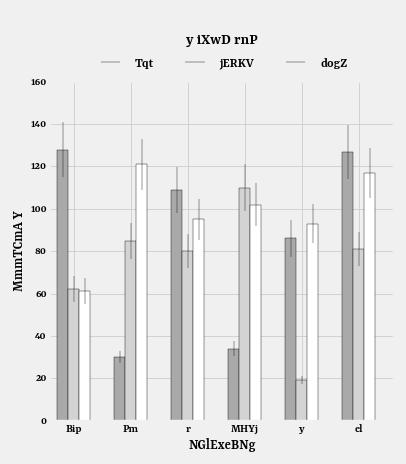 y iXwD rnP
Tqt jERKV dogZ
160
140
120
100
80
60
40
20
0
MmmTCmA Y
Bip Pm r MHYj y cl
NGlExeBNg